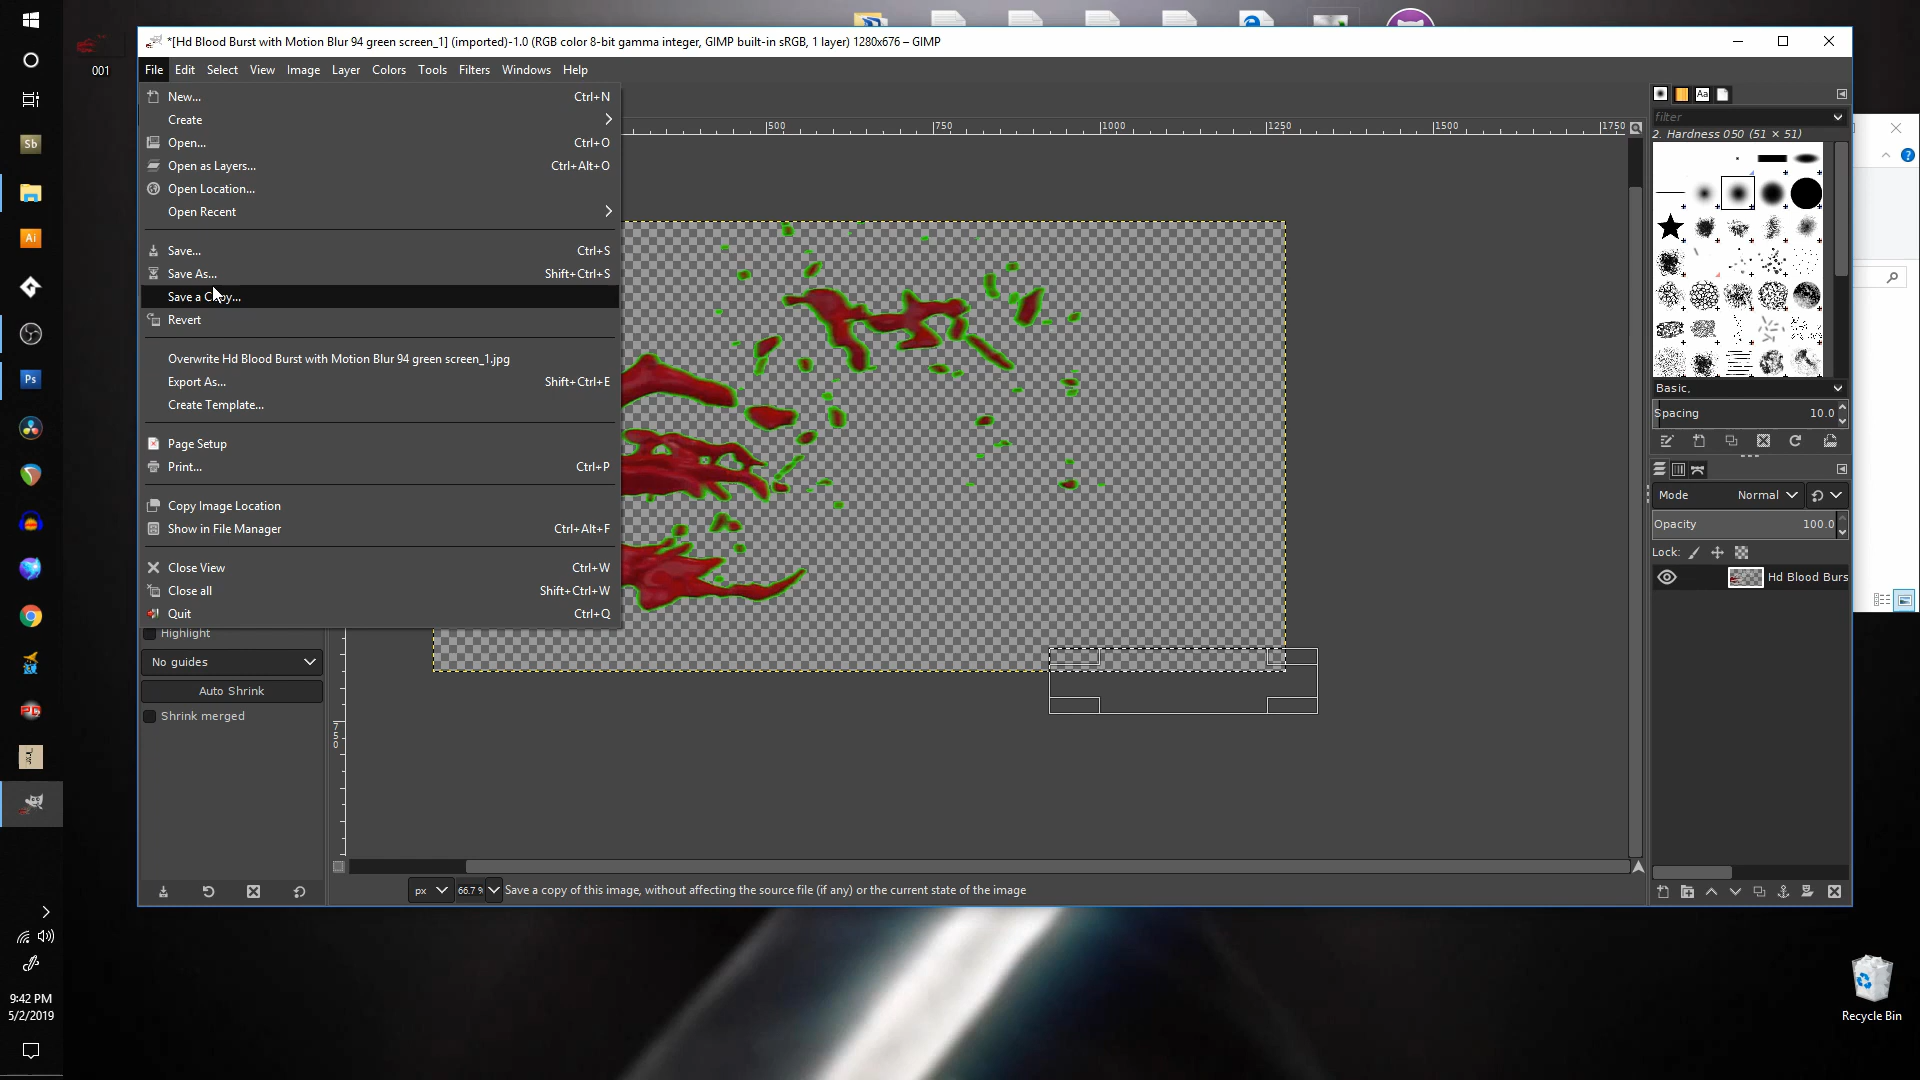 *[Hd Blood Burst with Motion Blur 94 green screen_1] (imported)-1.0 (RGB color 8-bit gamma integer, GIMP built-in sRGB, 1 layer) 1280x676 – GIMP
File Edit Select View Image Layer Colors Tools Filters Windows Help
001
New... Ctrl+N
Create
Open... Ctrl+O
Open as Layers... Ctrl+Alt+O
Open Location...
Open Recent
Save... Ctrl+S
Save As... Shift+Ctrl+S
Save a Copy...
Revert
Overwrite Hd Blood Burst with Motion Blur 94 green screen_1.jpg
Export As... Shift+Ctrl+E
Create Template...
Page Setup
Print... Ctrl+P
Copy Image Location
Show in File Manager Ctrl+Alt+F
Close View Ctrl+W
Close all Shift+Ctrl+W
Quit Ctrl+Q
Highlight
No guides
Auto Shrink
Shrink merged
500 750 1000 1250 1500 1750
750
px 66.7 % Save a copy of this image, without affecting the source file (if any) or the current state of the image
Aa
filter
2. Hardness 050 (51 × 51)
Basic,
Spacing 10.0
Mode Normal
Opacity 100.0
Lock:
Hd Blood Burs
Sb
Ai
Ps
9:42 PM
5/2/2019
Recycle Bin